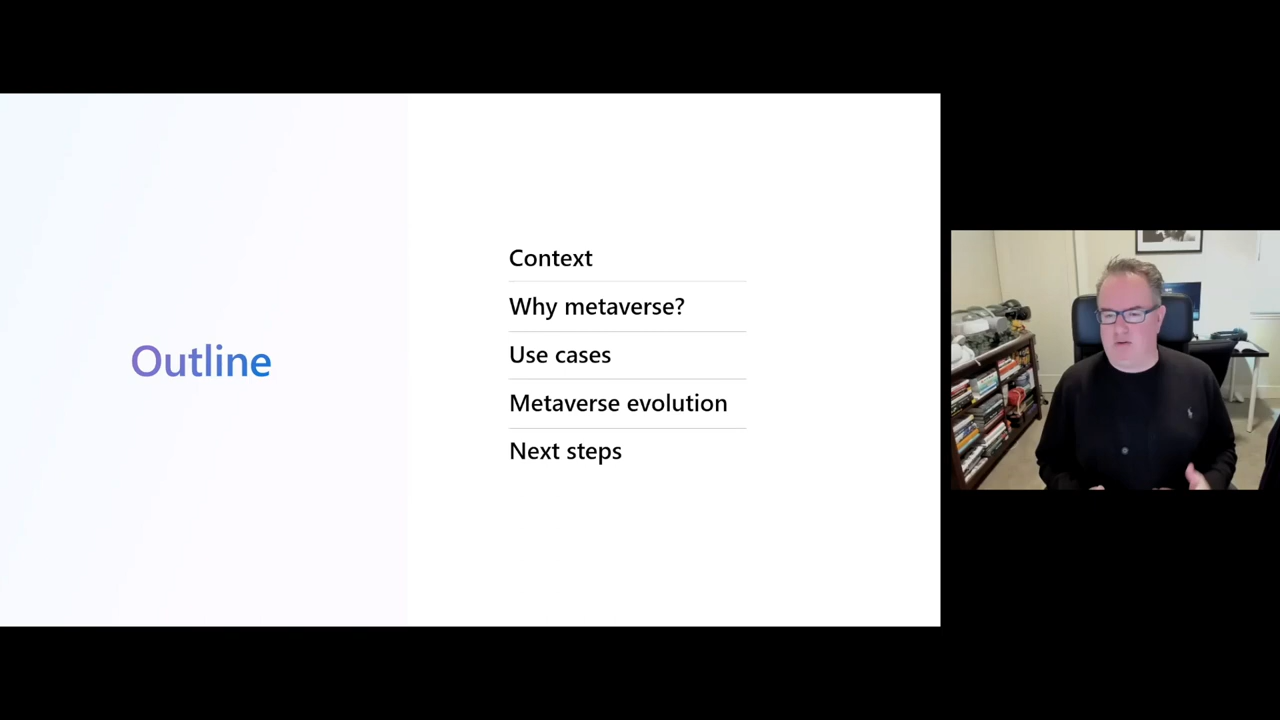 Outline
Context
Why metaverse?
Use cases
Metaverse evolution
Next steps